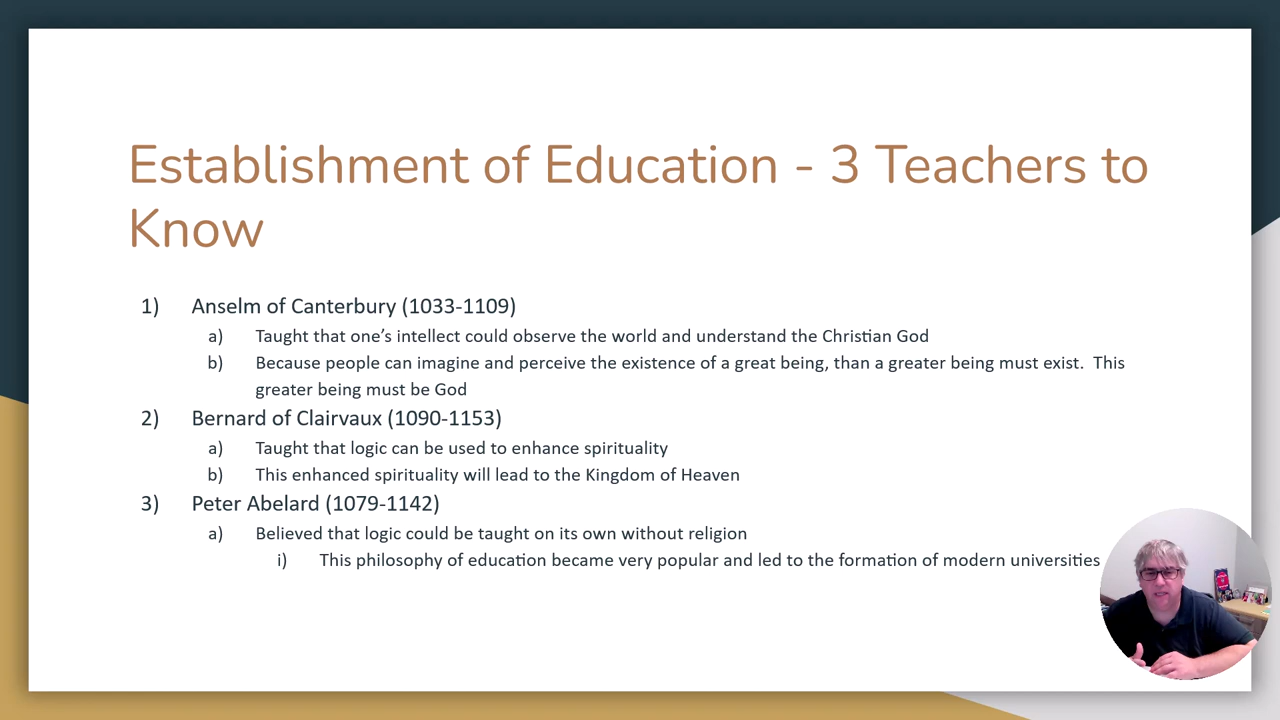 Establishment of Education - 3 Teachers to
Know
1) Anselm of Canterbury (1033-1109)
a) Taught that one's intellect could observe the world and understand the Christian God
b) Because people can imagine and perceive the existence of a great being, than a greater being must exist.  This
greater being must be God
2) Bernard of Clairvaux (1090-1153)
a) Taught that logic can be used to enhance spirituality
b) This enhanced spirituality will lead to the Kingdom of Heaven
3) Peter Abelard (1079-1142)
a) Believed that logic could be taught on its own without religion
i) This philosophy of education became very popular and led to the formation of modern universities